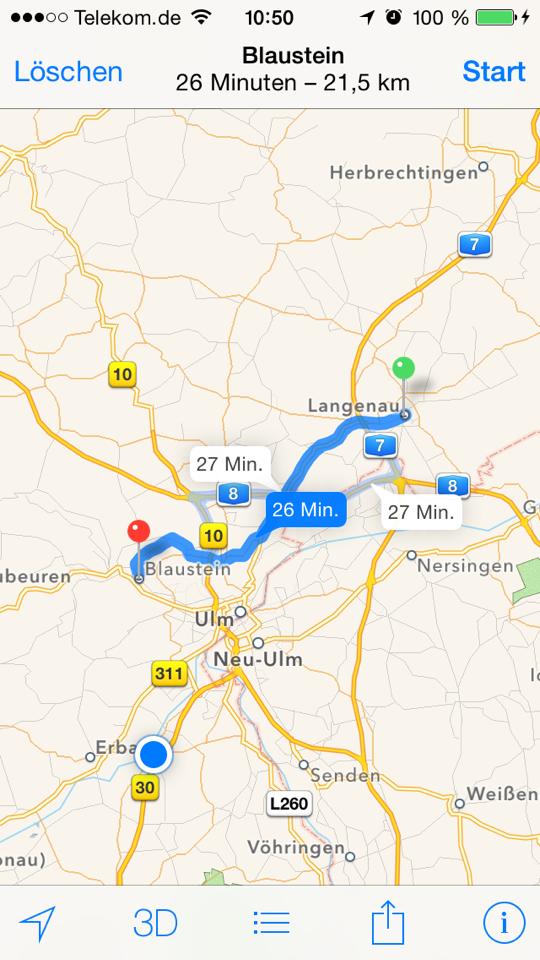 Telekom.de 10:50 100 %
Löschen
Blaustein
26 Minuten – 21,5 km
Start
Herbrechtingen
7
10
Langenau
7
27 Min.
8
8
26 Min.
27 Min.
10
Blaustein
ubeuren
Nersingen
Ulm
Neu-Ulm
311
Erba
30
Senden
L260
Weißen
Vöhringen
onau)
3D
i